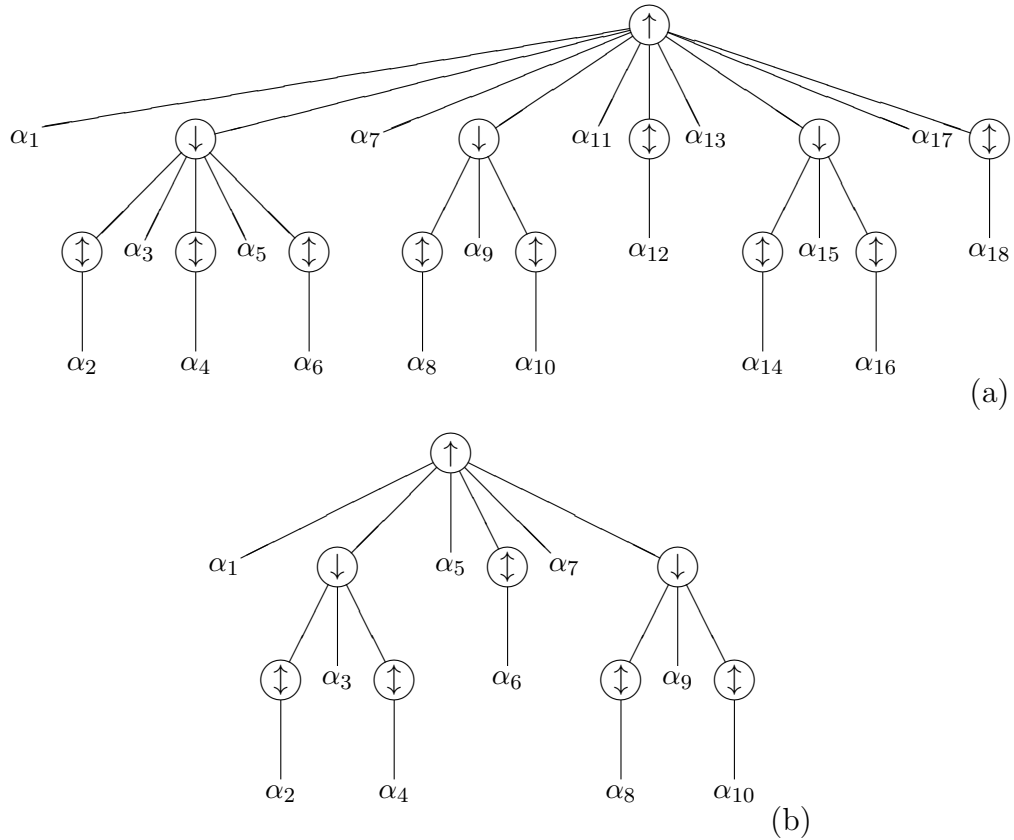 ↑
α₁ ↓ α₇ ↓ α₁₁ ↕ α₁₃ ↓ α₁₇ ↕
↕ α₃ ↕ α₅ ↕ ↕ α₉ ↕ α₁₂ ↕ α₁₅ ↕ α₁₈
α₂ α₄ α₆ α₈ α₁₀ α₁₄ α₁₆
(a)
↑
α₁ ↓ α₅ ↕ α₇ ↓
↕ α₃ ↕ α₆ ↕ α₉ ↕
α₂ α₄ α₈ α₁₀
(b)